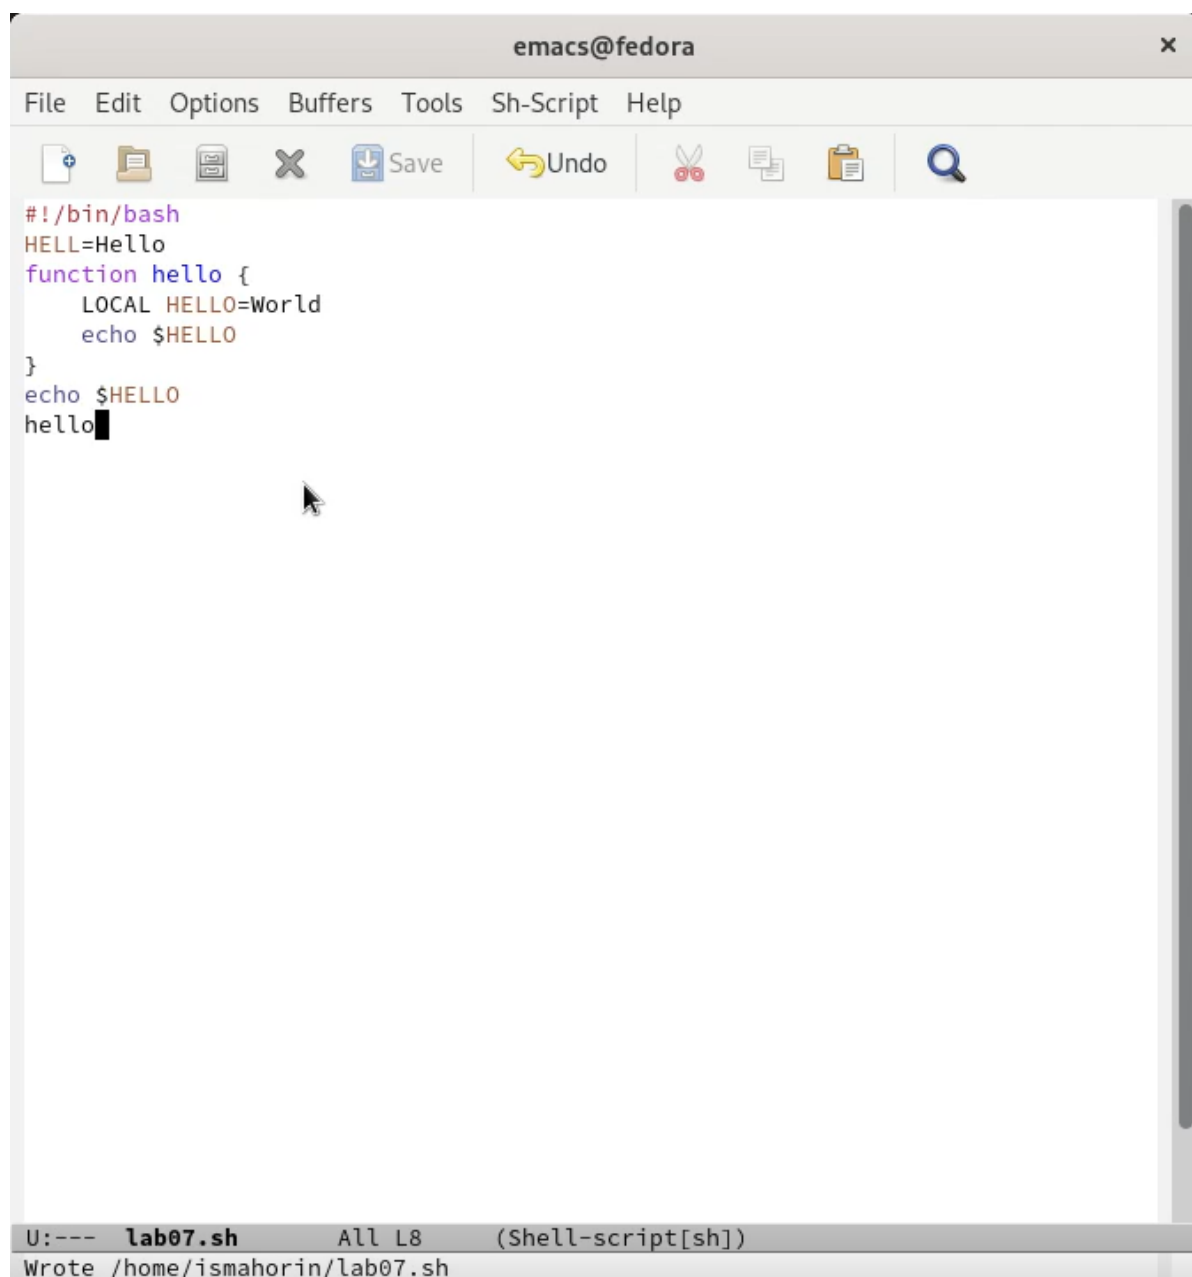 emacs@fedora ×
File Edit Options Buffers Tools Sh-Script Help
Save Undo
#!/bin/bash
HELL=Hello
function hello {
    LOCAL HELLO=World
    echo $HELLO
}
echo $HELLO
hello
U:--- lab07.sh All L8 (Shell-script[sh])
Wrote /home/ismahorin/lab07.sh